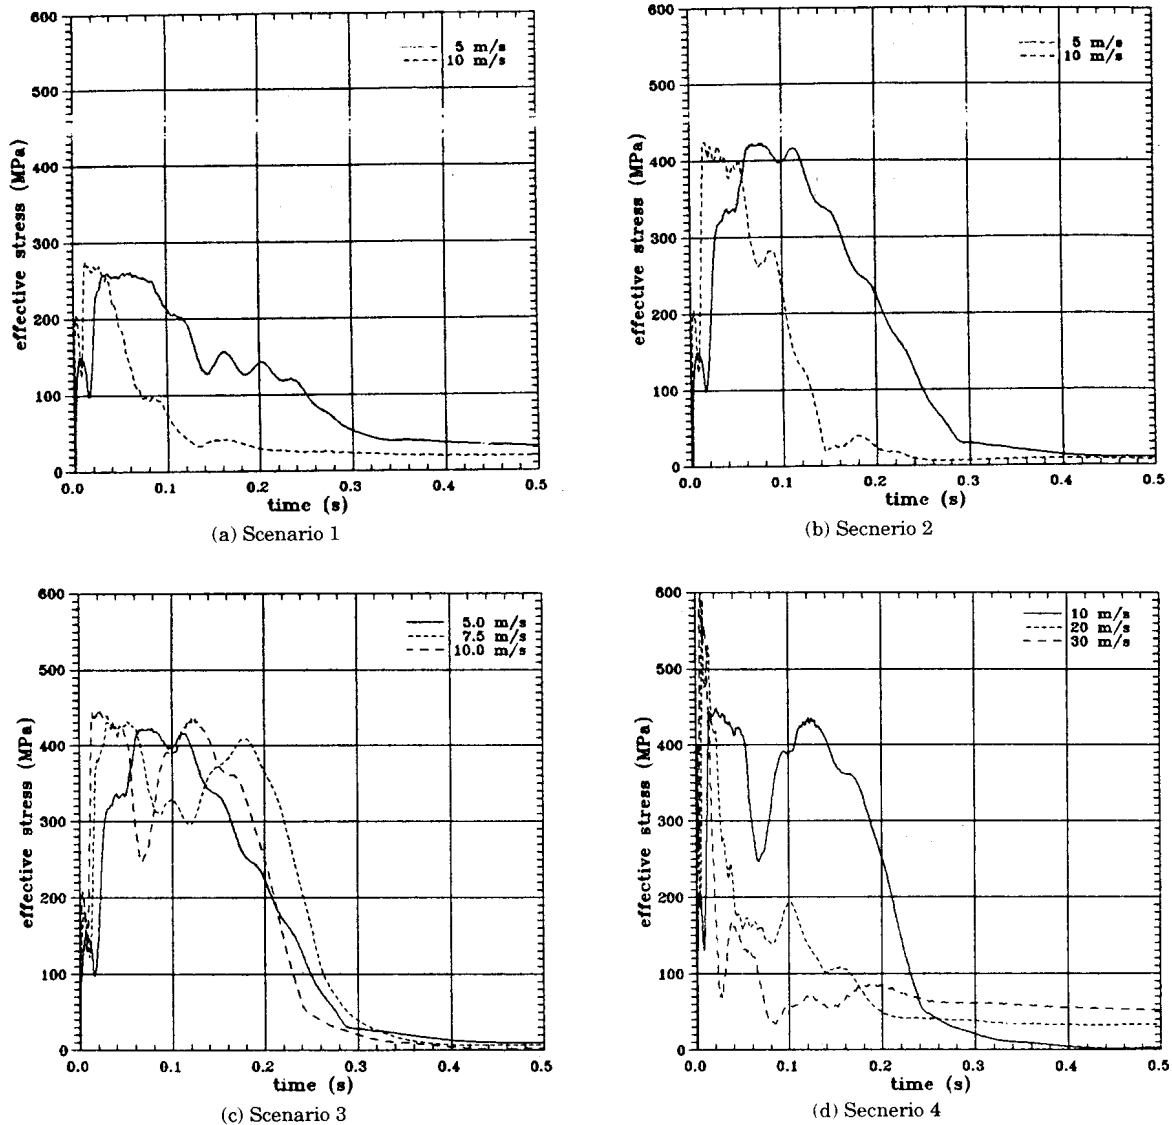 600
500
400
300
200
100
0
effective stress (MPa)
5 m/s
10 m/s
0.0 0.1 0.2 0.3 0.4 0.5
time (s)
(a) Scenario 1
600
500
400
300
200
100
0
effective stress (MPa)
5 m/s
10 m/s
0.0 0.1 0.2 0.3 0.4 0.5
time (s)
(b) Secnerio 2
600
500
400
300
200
100
0
effective stress (MPa)
5.0 m/s
7.5 m/s
10.0 m/s
0.0 0.1 0.2 0.3 0.4 0.5
time (s)
(c) Scenario 3
600
500
400
300
200
100
0
effective stress (MPa)
10 m/s
20 m/s
30 m/s
0.0 0.1 0.2 0.3 0.4 0.5
time (s)
(d) Secnerio 4